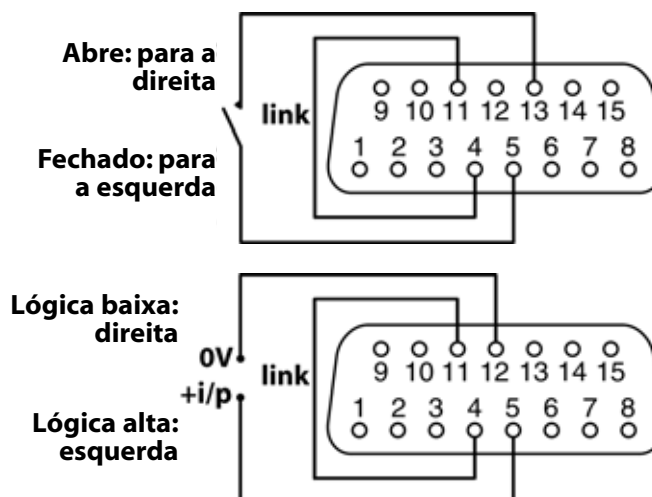 Abre: para a
direita
link
Fechado: para
a esquerda
9 10 11 12 13 14 15
1 2 3 4 5 6 7 8
Lógica baixa:
direita
0V
link
+i/p
Lógica alta:
esquerda
9 10 11 12 13 14 15
1 2 3 4 5 6 7 8